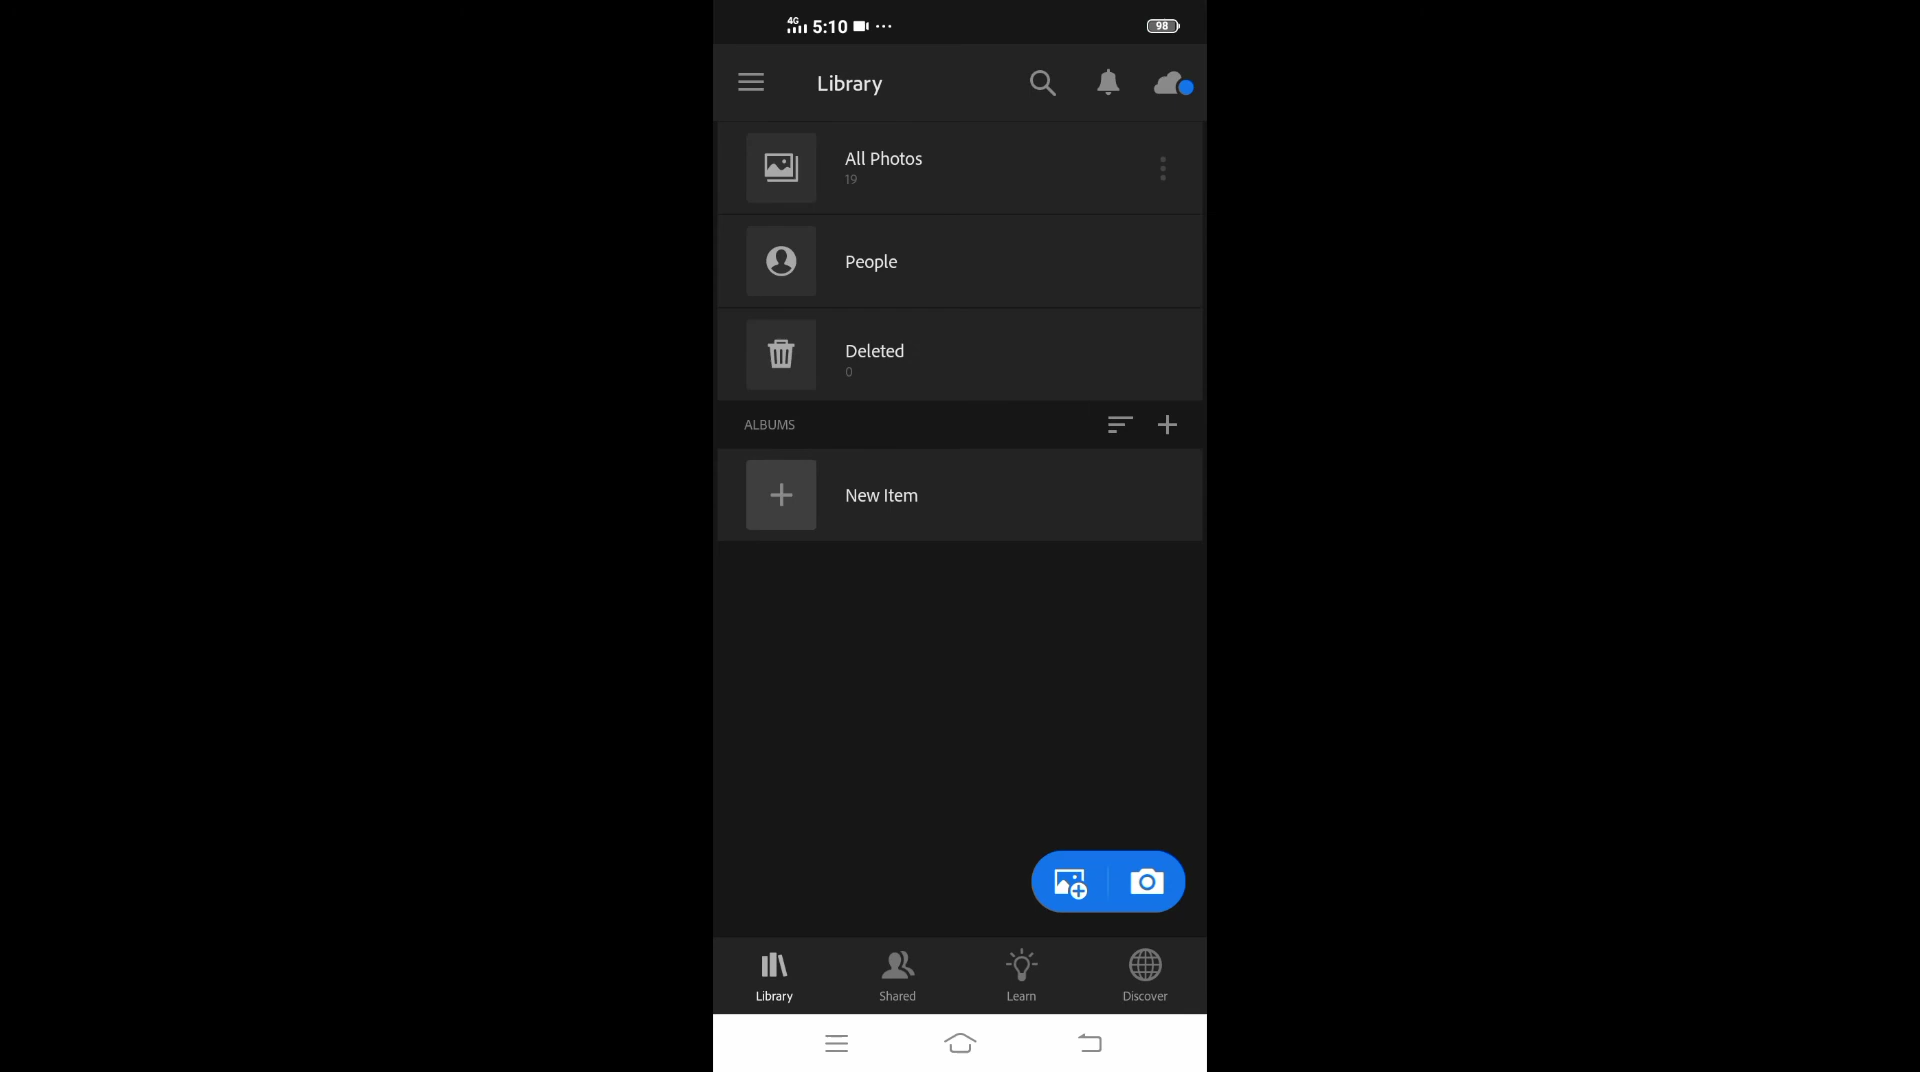 4G 5:10 98
Library
All Photos
19
People
Deleted
0
ALBUMS
New Item
Library Shared Learn Discover